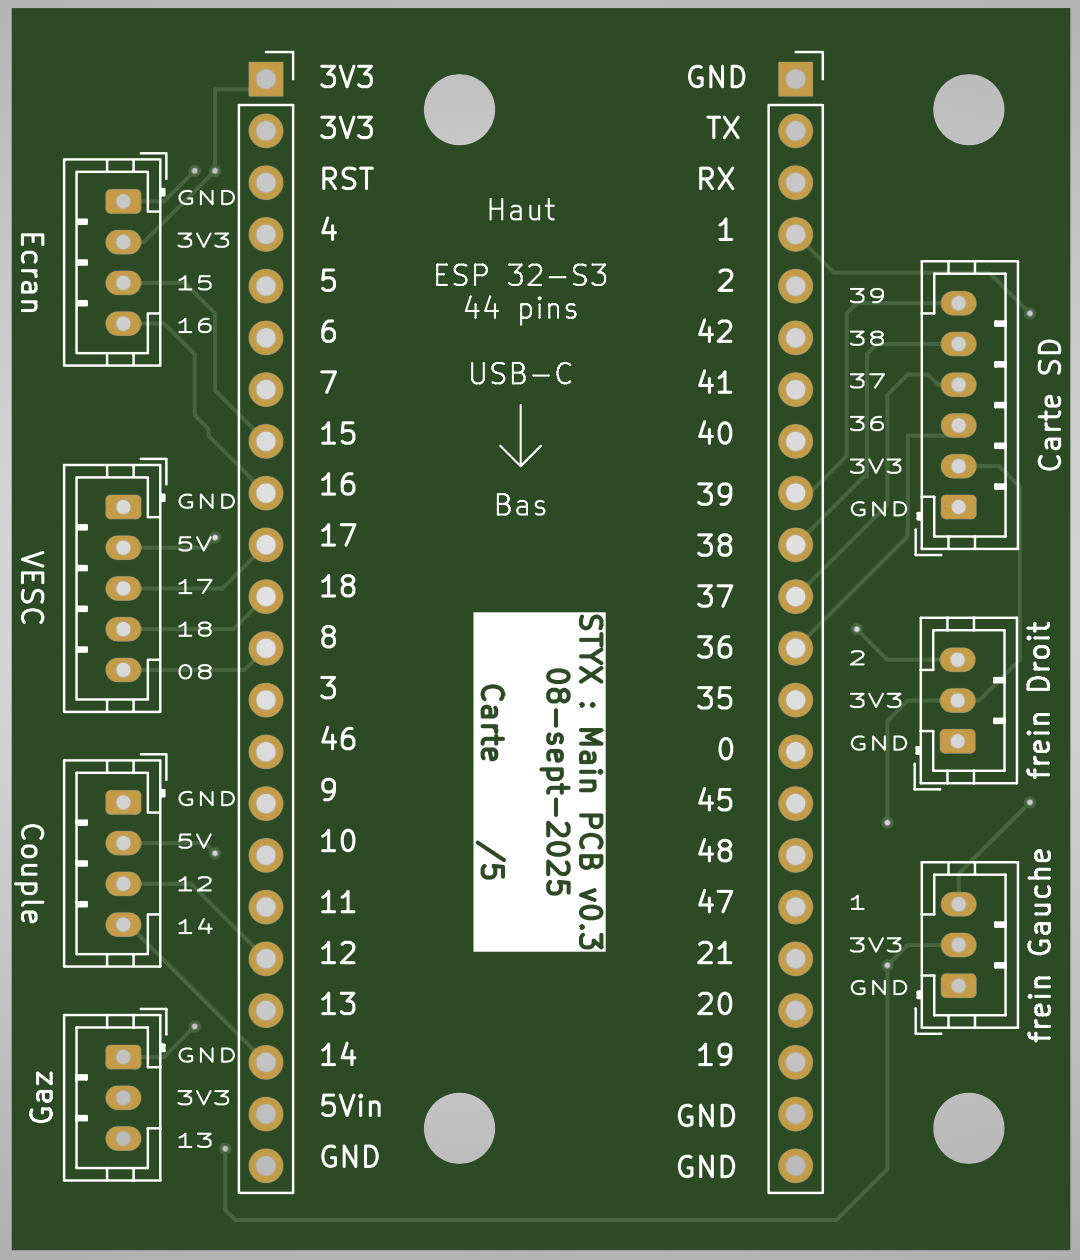 Ecran
GND
3V3
15
16
VESC
GND
5V
17
18
08
Couple
GND
5V
12
14
Gaz
GND
3V3
13
3V3
3V3
RST
4
5
6
7
15
16
17
18
8
3
46
9
10
11
12
13
14
5Vin
GND
Haut
ESP 32-S3
44 pins
USB-C
Bas
STYX : Main PCB v0.3
08-sept-2025
Carte /5
GND
TX
RX
1
2
42
41
40
39
38
37
36
35
0
45
48
47
21
20
19
GND
GND
39
38
37
36
3V3
GND
Carte SD
2
3V3
GND
frein Droit
1
3V3
GND
frein Gauche